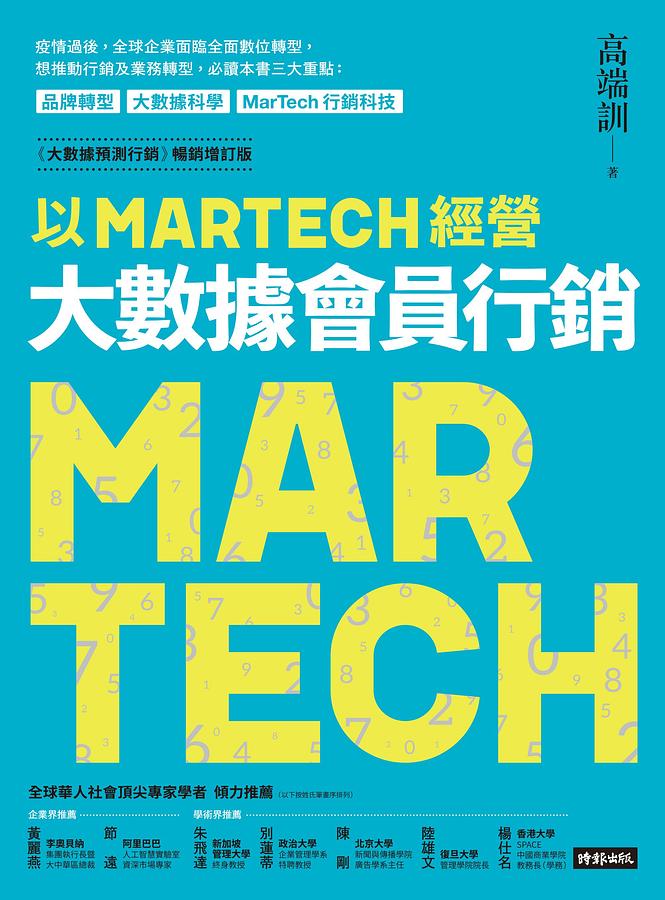 疫情過後，全球企業面臨全面數位轉型，
想推動行銷及業務轉型，必讀本書三大重點：
品牌轉型 大數據科學 MarTech 行銷科技
《大數據預測行銷》暢銷增訂版
高端訓—著
以MARTECH經營
大數據會員行銷
MAR
TECH
全球華人社會頂尖專家學者 傾力推薦（以下按姓氏筆畫序排列）
企業界推薦
黃麗燕 李奧貝納
集團執行長暨
大中華區總裁
節遠 阿里巴巴
人工智慧實驗室
資深市場專家
學術界推薦
朱飛達 新加坡
管理大學
終身教授
別蓮蒂 政治大學
企業管理學系
特聘教授
陳剛 北京大學
新聞與傳播學院
廣告學系主任
陸雄文 復旦大學
管理學院院長
楊仕名 香港大學
SPACE
中國商業學院
教務長（學務）
時報出版